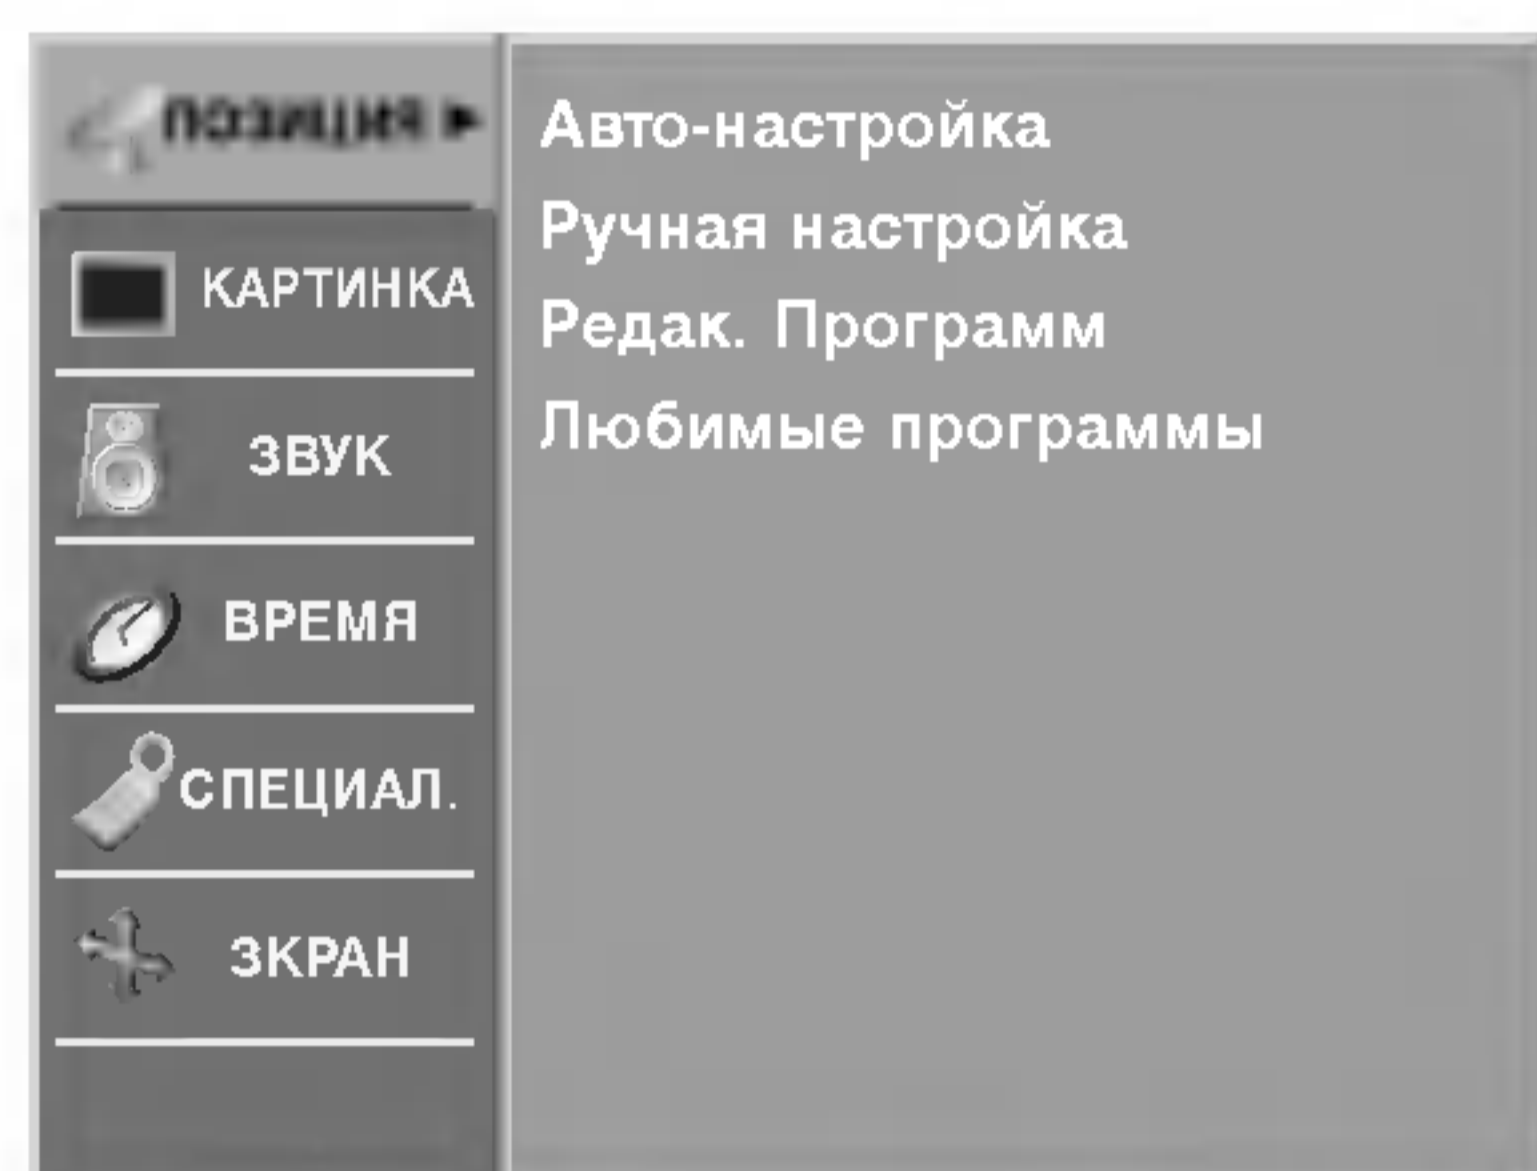 ПОЗИЦИЯ
КАРТИНКА
ЗВУК
ВРЕМЯ
СПЕЦИАЛ.
ЗКРАН
Авто-настройка
Ручная настройка
Редак. Программ
Любимые программы